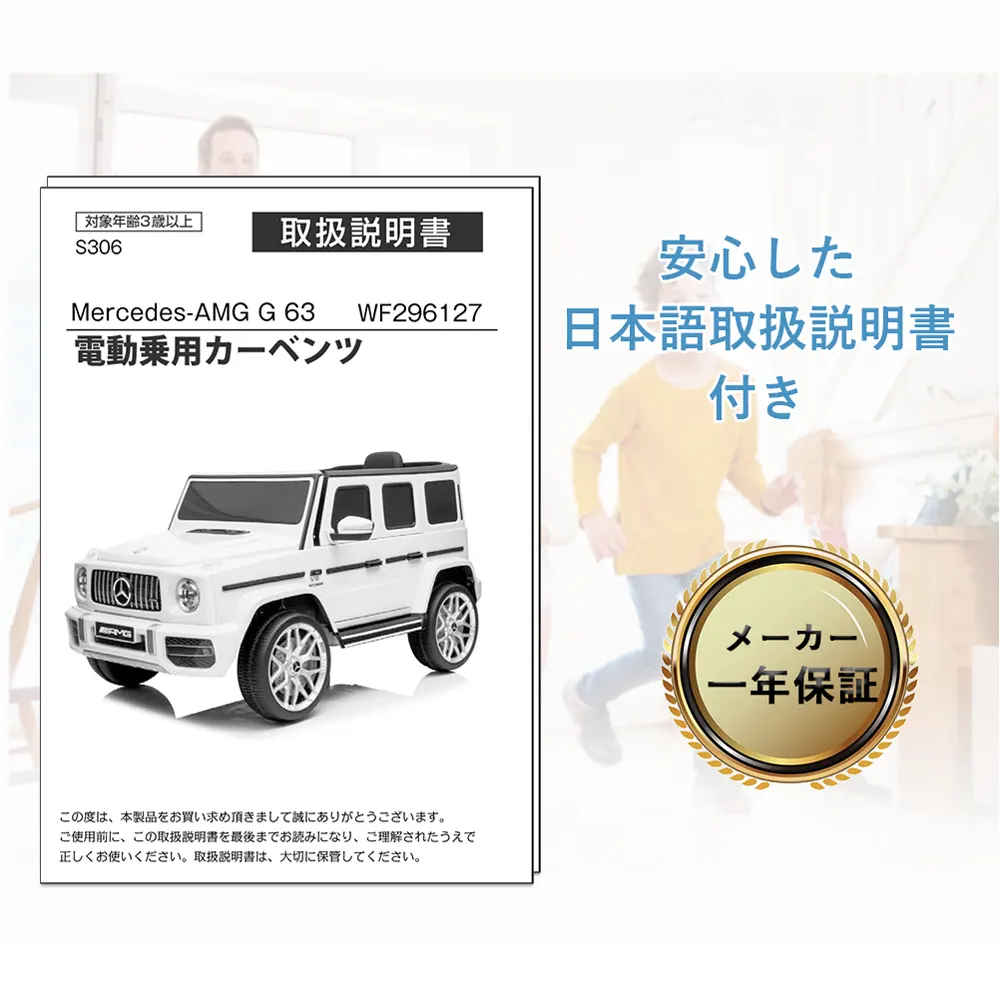 対象年齢3歳以上
S306
取扱説明書
Mercedes-AMG G 63 WF296127
電動乗用カーベンツ
AMG
この度は、本製品をお買い求め頂きまして誠にありがとうございます。
ご使用前に、この取扱説明書を最後までお読みになり、ご理解されたうえで
正しくお使いください。取扱説明書は、大切に保管してください。
安心した
日本語取扱説明書
付き
メーカー
一年保証